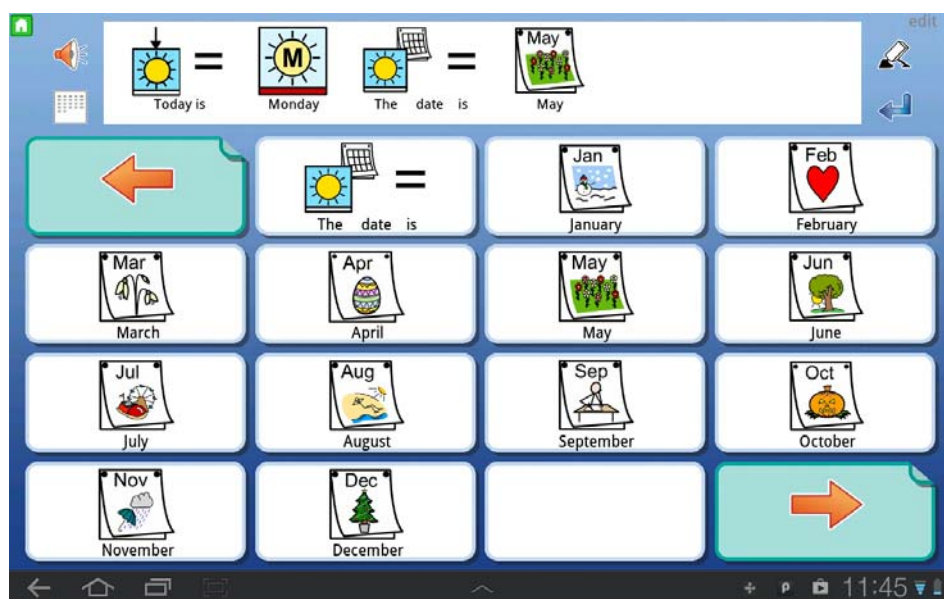 edit
May
M
Today is
Monday
The date is
May
Jan
Feb
The date is
January
February
Mar
Apr
May
Jun
March
April
May
June
Jul
Aug
Sep
Oct
July
August
September
October
Nov
Dec
November
December
11:45